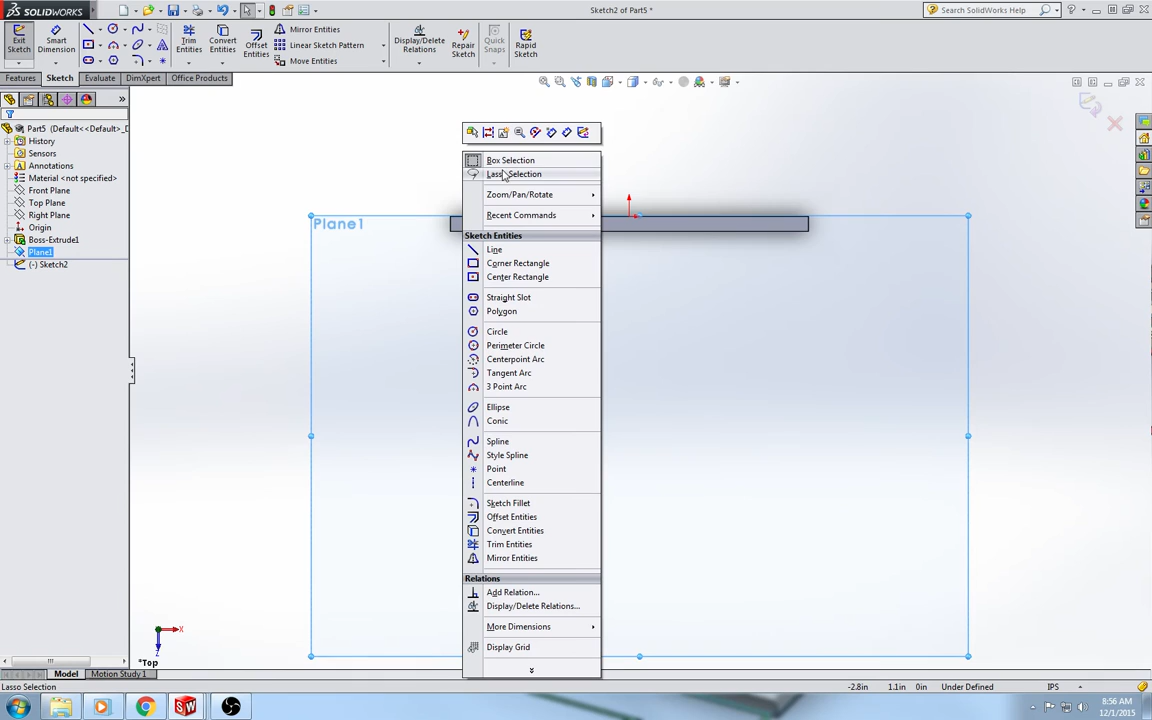 SOLIDWORKS
Sketch2 of Part5 *
Search SolidWorks Help
Exit Sketch
Smart Dimension
Trim Entities
Convert Entities
Offset Entities
Mirror Entities
Linear Sketch Pattern
Move Entities
Display/Delete Relations
Repair Sketch
Quick Snaps
Rapid Sketch
Features
Sketch
Evaluate
DimXpert
Office Products
Part5 (Default<<Default>_D
History
Sensors
Annotations
Material <not specified>
Front Plane
Top Plane
Right Plane
Origin
Boss-Extrude1
Plane1
(-) Sketch2
Plane1
Box Selection
Lasso Selection
Zoom/Pan/Rotate
Recent Commands
Sketch Entities
Line
Corner Rectangle
Center Rectangle
Straight Slot
Polygon
Circle
Perimeter Circle
Centerpoint Arc
Tangent Arc
3 Point Arc
Ellipse
Conic
Spline
Style Spline
Point
Centerline
Sketch Fillet
Offset Entities
Convert Entities
Trim Entities
Mirror Entities
Relations
Add Relation...
Display/Delete Relations...
More Dimensions
Display Grid
X
Z
*Top
Model
Motion Study 1
Lasso Selection
-2.8in
1.1in
0in
Under Defined
IPS
8:56 AM
12/1/2015